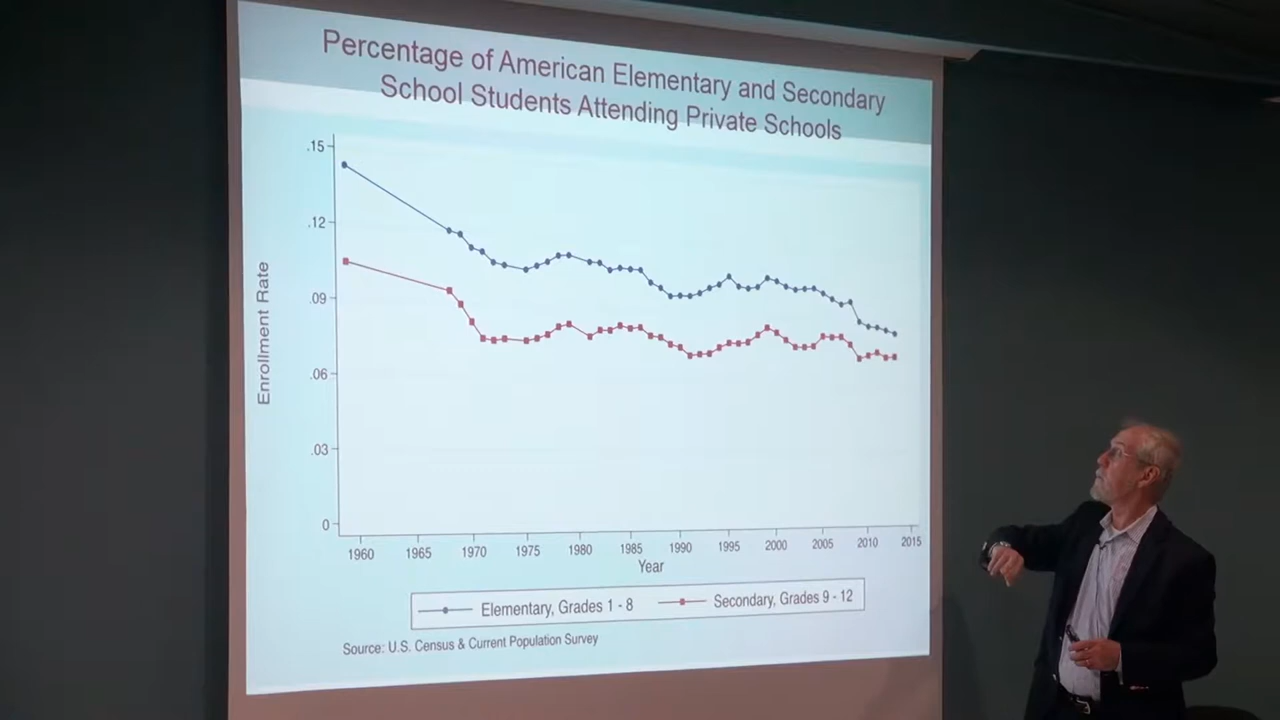 Percentage of American Elementary and Secondary
School Students Attending Private Schools
.15
.12
.09
.06
.03
0
Enrollment Rate
1960 1965 1970 1975 1980 1985 1990 1995 2000 2005 2010 2015
Year
Elementary, Grades 1 - 8 Secondary, Grades 9 - 12
Source: U.S. Census & Current Population Survey